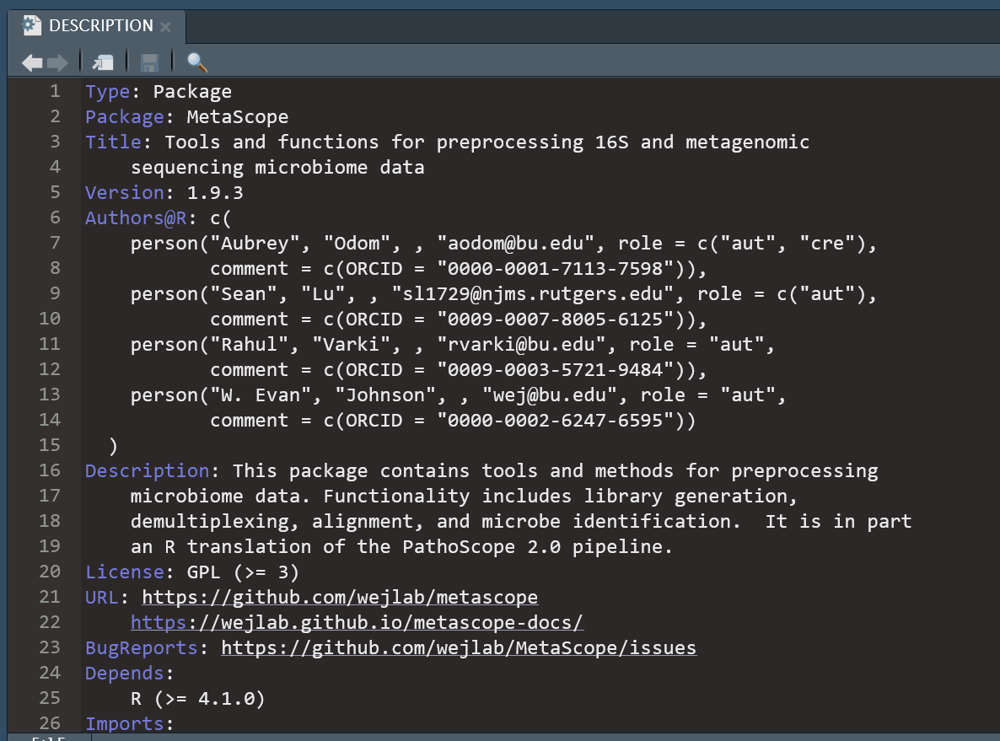 DESCRIPTION
1 Type: Package
2 Package: MetaScope
3 Title: Tools and functions for preprocessing 16S and metagenomic
4     sequencing microbiome data
5 Version: 1.9.3
6 Authors@R: c(
7     person("Aubrey", "Odom", , "aodom@bu.edu", role = c("aut", "cre"),
8            comment = c(ORCID = "0000-0001-7113-7598")),
9     person("Sean", "Lu", , "sl1729@njms.rutgers.edu", role = c("aut"),
10            comment = c(ORCID = "0009-0007-8005-6125")),
11     person("Rahul", "Varki", , "rvarki@bu.edu", role = "aut",
12            comment = c(ORCID = "0009-0003-5721-9484")),
13     person("W. Evan", "Johnson", , "wej@bu.edu", role = "aut",
14            comment = c(ORCID = "0000-0002-6247-6595"))
15   )
16 Description: This package contains tools and methods for preprocessing
17     microbiome data. Functionality includes library generation,
18     demultiplexing, alignment, and microbe identification.  It is in part
19     an R translation of the PathoScope 2.0 pipeline.
20 License: GPL (>= 3)
21 URL: https://github.com/wejlab/metascope
22     https://wejlab.github.io/metascope-docs/
23 BugReports: https://github.com/wejlab/MetaScope/issues
24 Depends:
25     R (>= 4.1.0)
26 Imports: